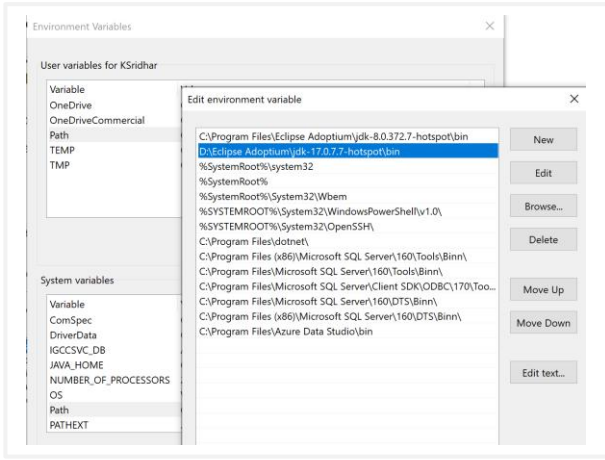 Environment Variables
User variables for KSridhar
Variable
OneDrive
OneDriveCommercial
Path
TEMP
TMP
System variables
Variable
ComSpec
DriverData
IGCCSVC_DB
JAVA_HOME
NUMBER_OF_PROCESSORS
OS
Path
PATHEXT
Edit environment variable
C:\Program Files\Eclipse Adoptium\jdk-8.0.372.7-hotspot\bin
D:\Eclipse Adoptium\jdk-17.0.7.7-hotspot\bin
%SystemRoot%\system32
%SystemRoot%
%SystemRoot%\System32\Wbem
%SYSTEMROOT%\System32\WindowsPowerShell\v1.0\
%SYSTEMROOT%\System32\OpenSSH\
C:\Program Files\dotnet\
C:\Program Files (x86)\Microsoft SQL Server\160\Tools\Binn\
C:\Program Files\Microsoft SQL Server\160\Tools\Binn\
C:\Program Files\Microsoft SQL Server\Client SDK\ODBC\170\Too...
C:\Program Files\Microsoft SQL Server\160\DTS\Binn\
C:\Program Files (x86)\Microsoft SQL Server\160\DTS\Binn\
C:\Program Files\Azure Data Studio\bin
New
Edit
Browse...
Delete
Move Up
Move Down
Edit text...